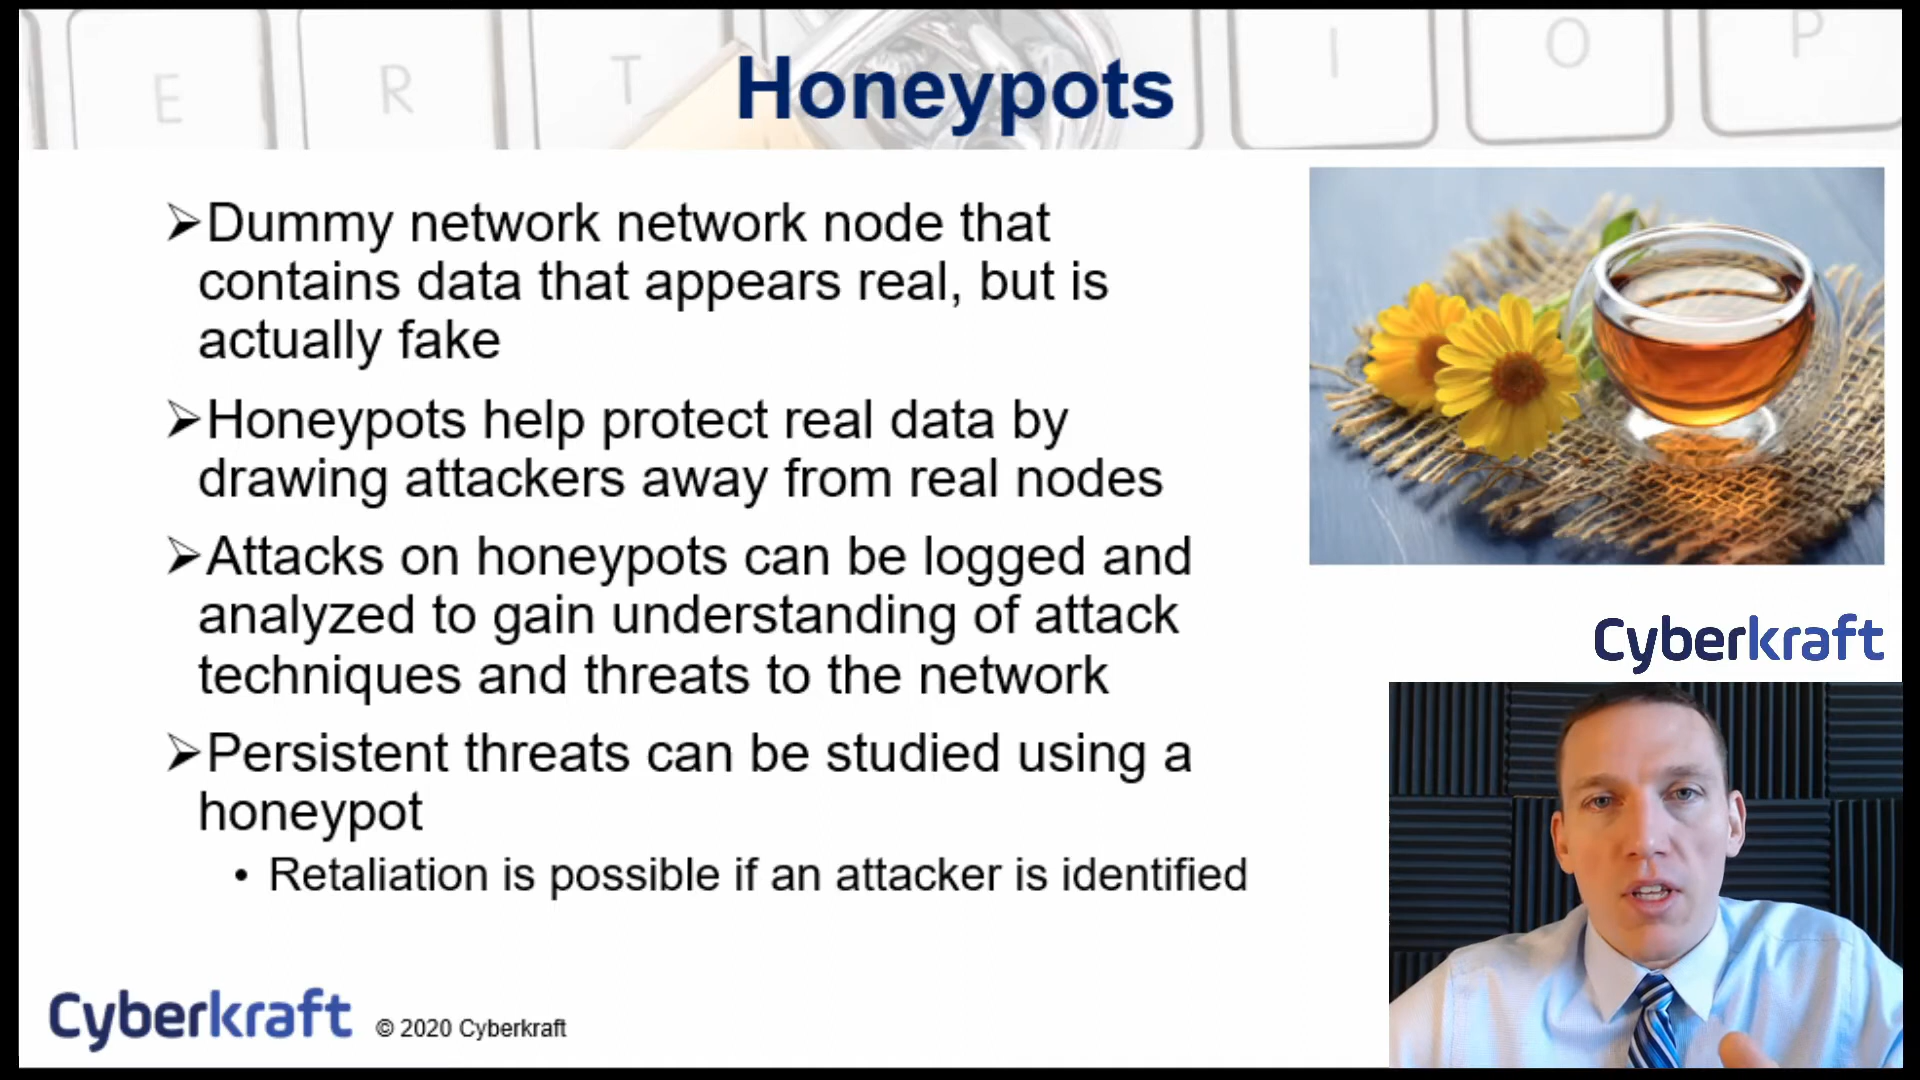 E R T I O P
Honeypots
➢Dummy network network node that
contains data that appears real, but is
actually fake
➢Honeypots help protect real data by
drawing attackers away from real nodes
➢Attacks on honeypots can be logged and
analyzed to gain understanding of attack
techniques and threats to the network
➢Persistent threats can be studied using a
honeypot
• Retaliation is possible if an attacker is identified
Cyberkraft
Cyberkraft © 2020 Cyberkraft